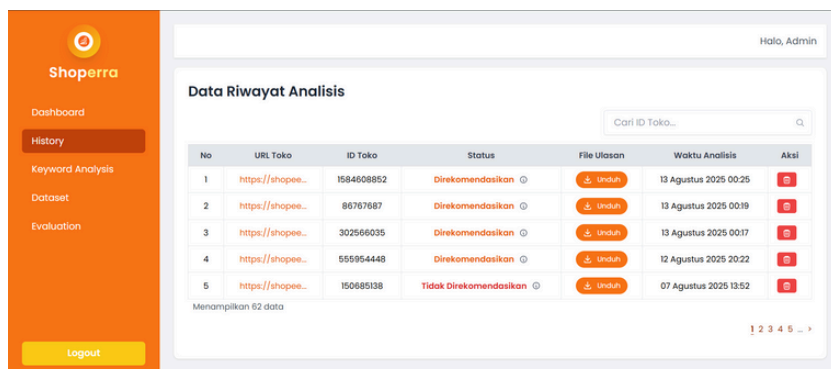 Shoperra
Dashboard
History
Keyword Analysis
Dataset
Evaluation
Logout
Halo, Admin
Data Riwayat Analisis
Cari ID Toko...
No URL Toko ID Toko Status File Ulasan Waktu Analisis Aksi
1 https://shopee... 1584608852 Direkomendasikan Unduh 13 Agustus 2025 00:25
2 https://shopee... 86767687 Direkomendasikan Unduh 13 Agustus 2025 00:19
3 https://shopee... 302566035 Direkomendasikan Unduh 13 Agustus 2025 00:17
4 https://shopee... 555954448 Direkomendasikan Unduh 12 Agustus 2025 20:22
5 https://shopee... 150685138 Tidak Direkomendasikan Unduh 07 Agustus 2025 13:52
Menampilkan 62 data
1 2 3 4 5 ... >